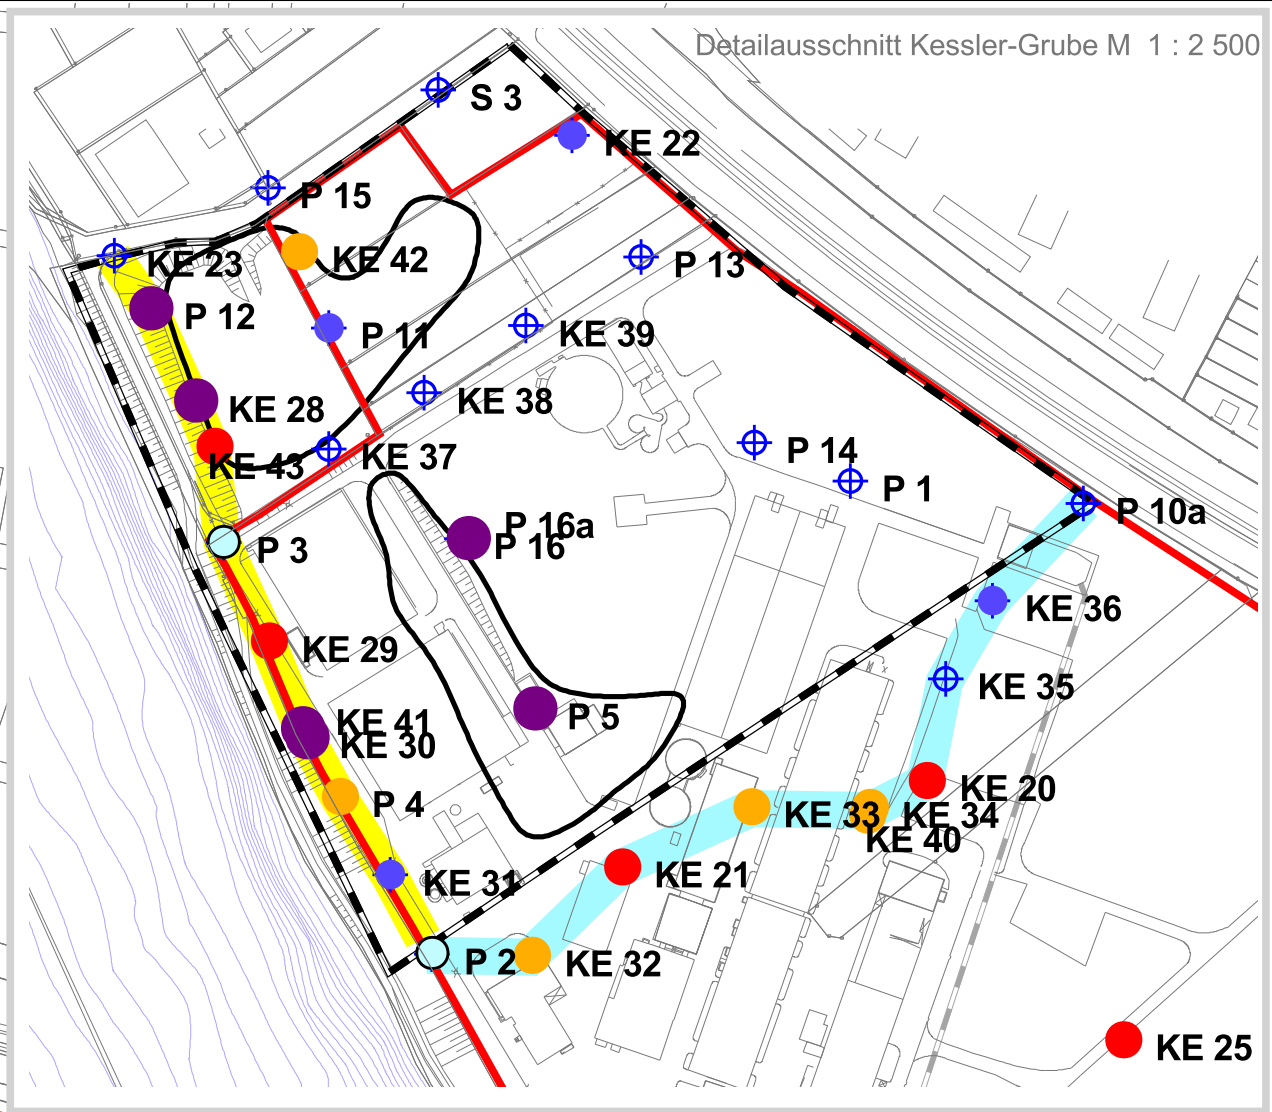 Detailausschnitt Kessler-Grube M 1 : 2 500
S 3
KE 22
P 15
KE 23
KE 42
P 13
P 12
P 11
KE 39
KE 28
KE 38
KE 43
KE 37
P 14
P 1
P 10a
P 3
P 16a
P 16
KE 36
KE 29
KE 35
KE 41
KE 30
P 5
P 4
KE 20
KE 33
KE 34
KE 40
KE 31
KE 21
P 2
KE 32
KE 25